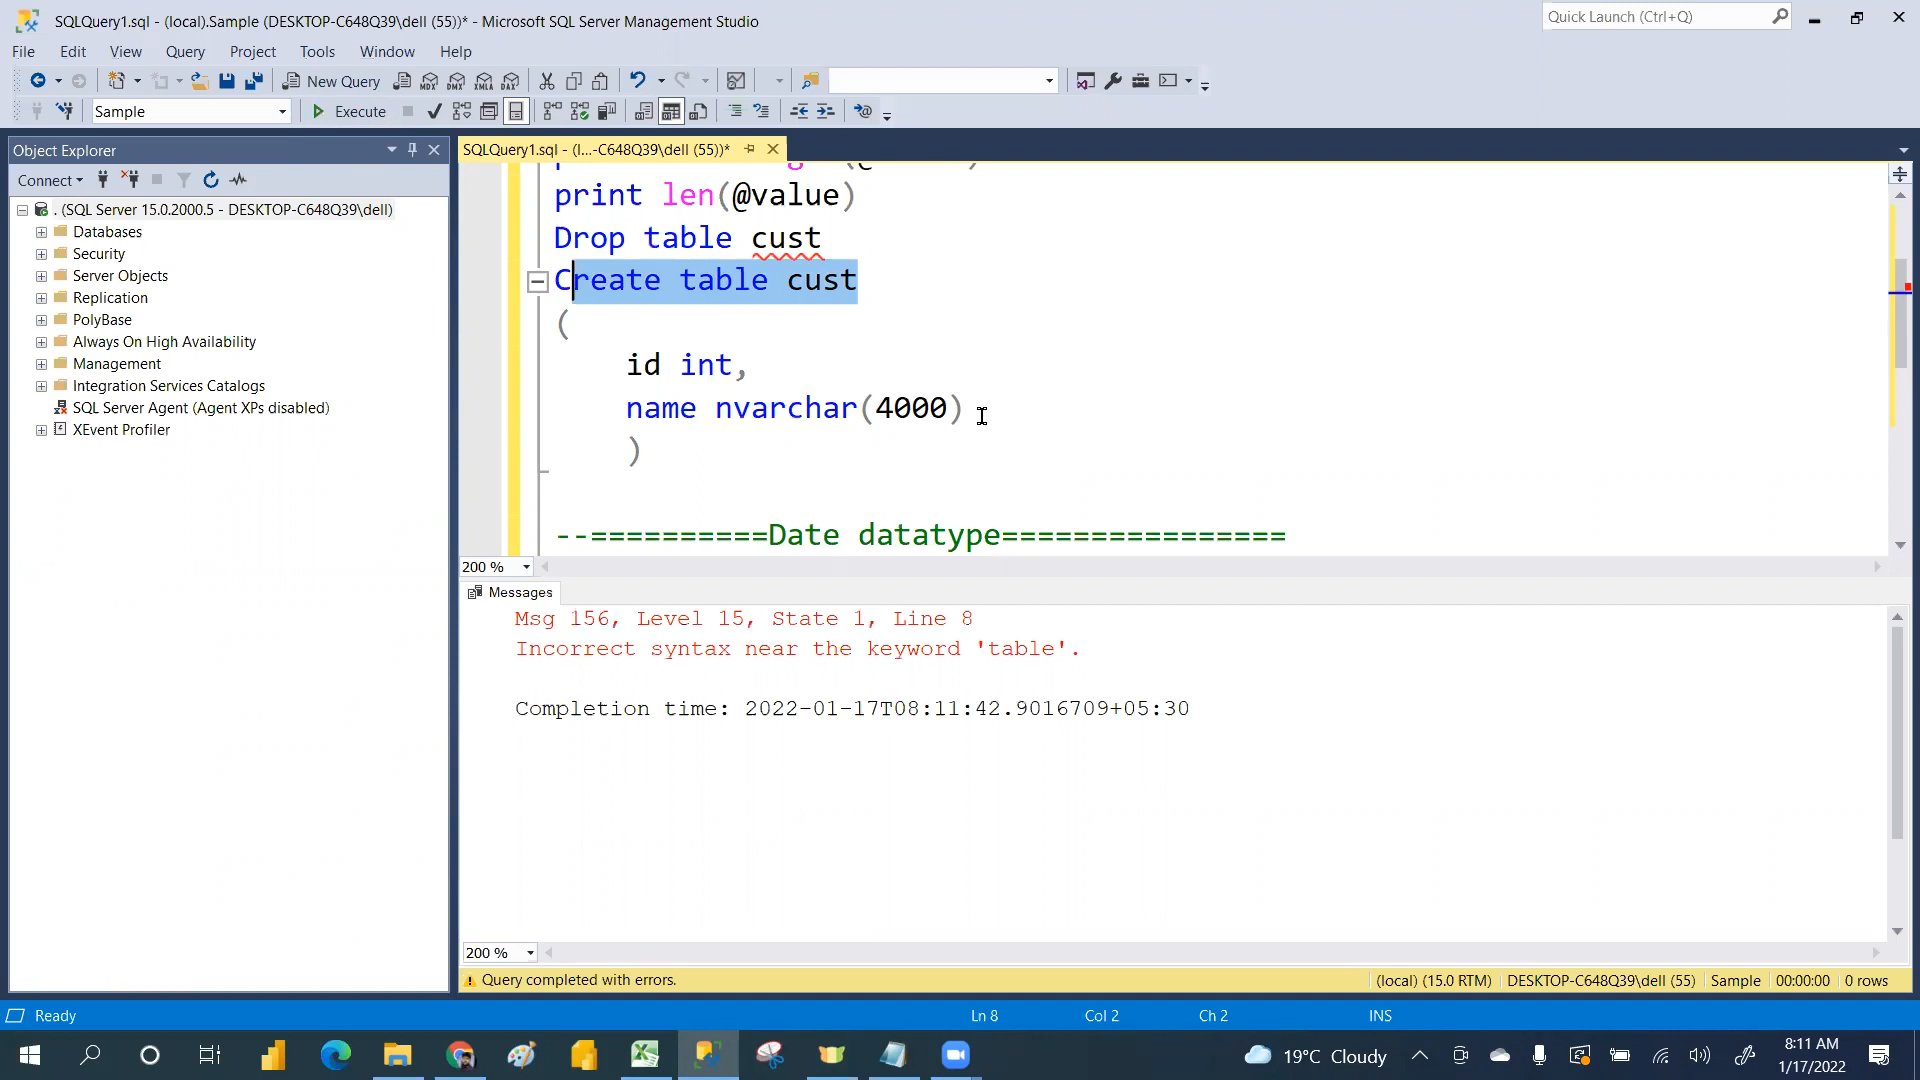 SQLQuery1.sql - (local).Sample (DESKTOP-C648Q39\dell (55))* - Microsoft SQL Server Management Studio
Quick Launch (Ctrl+Q)
File Edit View Query Project Tools Window Help
New Query
MDX DMX XMLA DAX
Sample
Execute
Object Explorer
SQLQuery1.sql - (l...-C648Q39\dell (55))*
Connect
. (SQL Server 15.0.2000.5 - DESKTOP-C648Q39\dell)
Databases
Security
Server Objects
Replication
PolyBase
Always On High Availability
Management
Integration Services Catalogs
SQL Server Agent (Agent XPs disabled)
XEvent Profiler
print len(@value)
Drop table cust
Create table cust
(
id int,
name nvarchar(4000)
)
--==========Date datatype================
200 %
Messages
Msg 156, Level 15, State 1, Line 8
Incorrect syntax near the keyword 'table'.
Completion time: 2022-01-17T08:11:42.9016709+05:30
200 %
Query completed with errors.
(local) (15.0 RTM)
DESKTOP-C648Q39\dell (55)
Sample
00:00:00
0 rows
Ready
Ln 8
Col 2
Ch 2
INS
19°C Cloudy
8:11 AM
1/17/2022